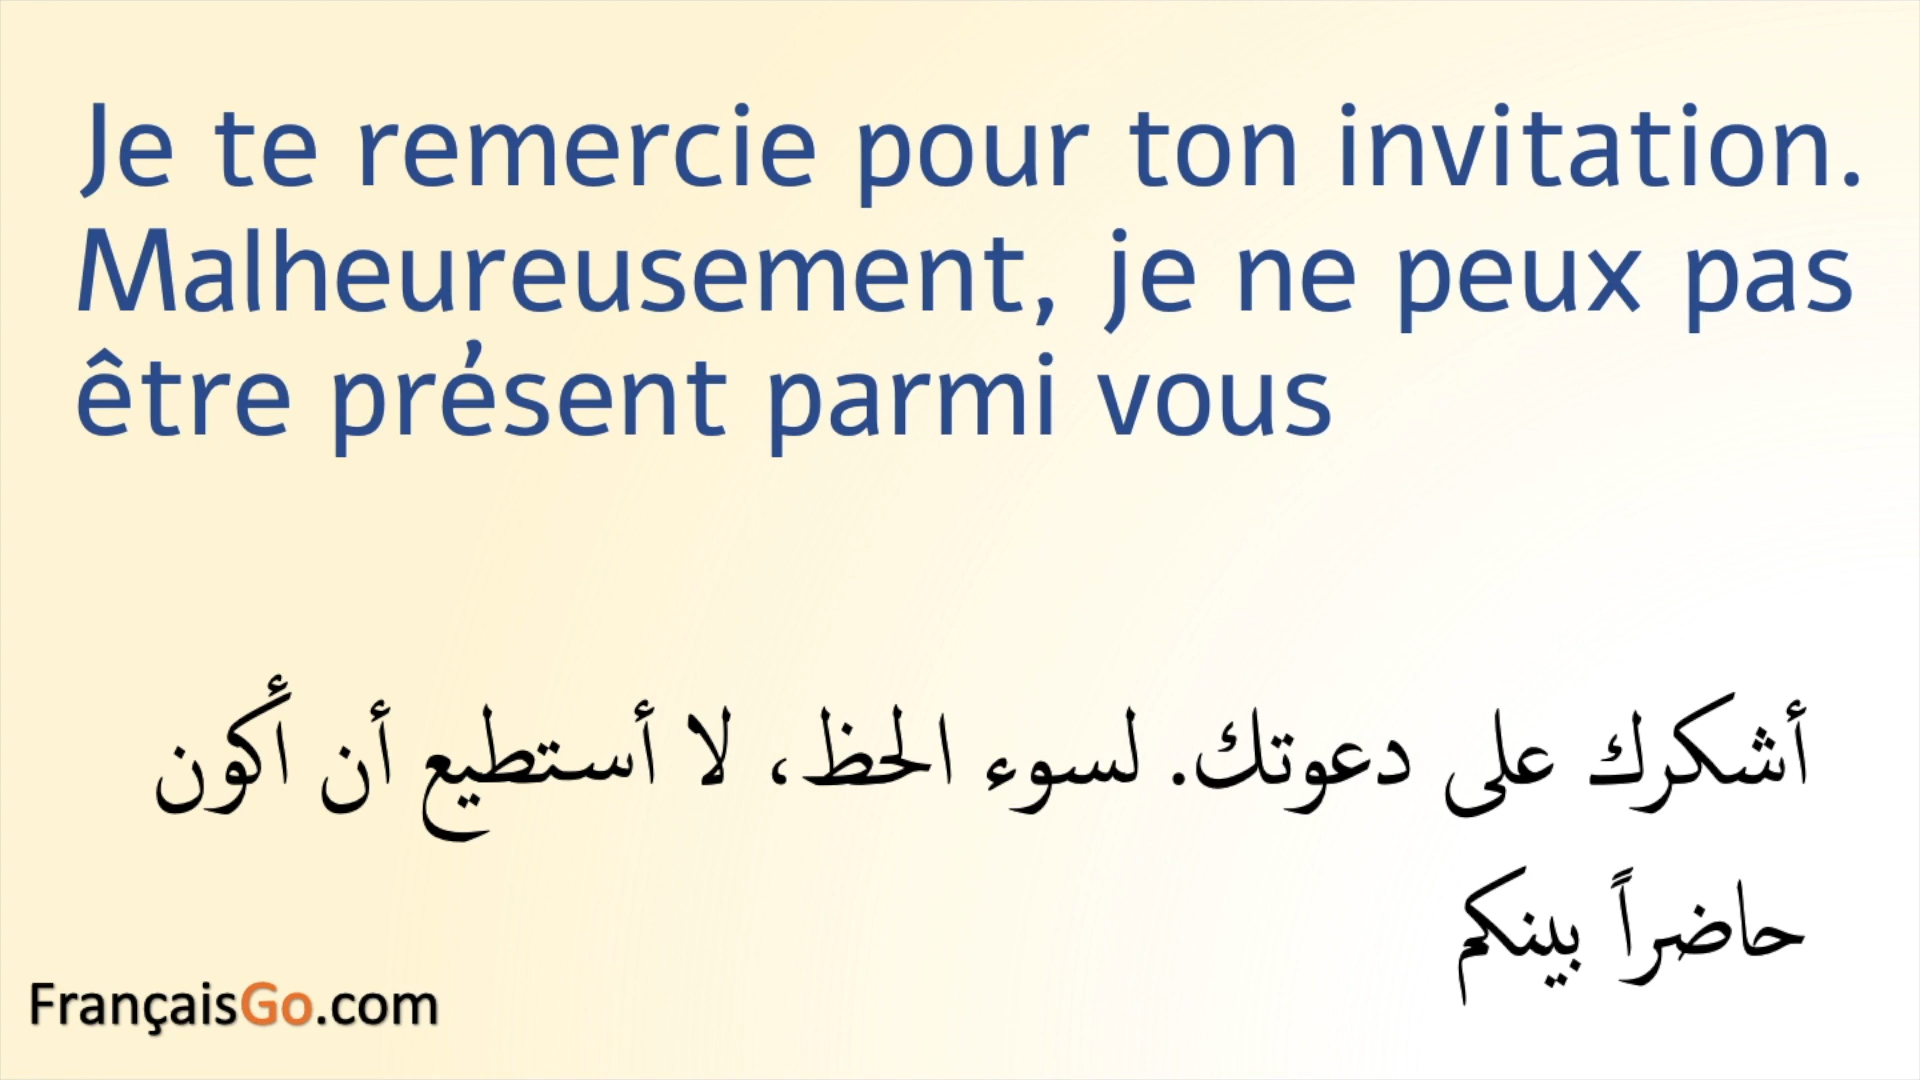 Je te remercie pour ton invitation.
Malheureusement, je ne peux pas
être présent parmi vous
أشكرك على دعوتك. لسوء الحظ، لا أستطيع أن أكون
حاضراً بينكم
FrançaisGo.com